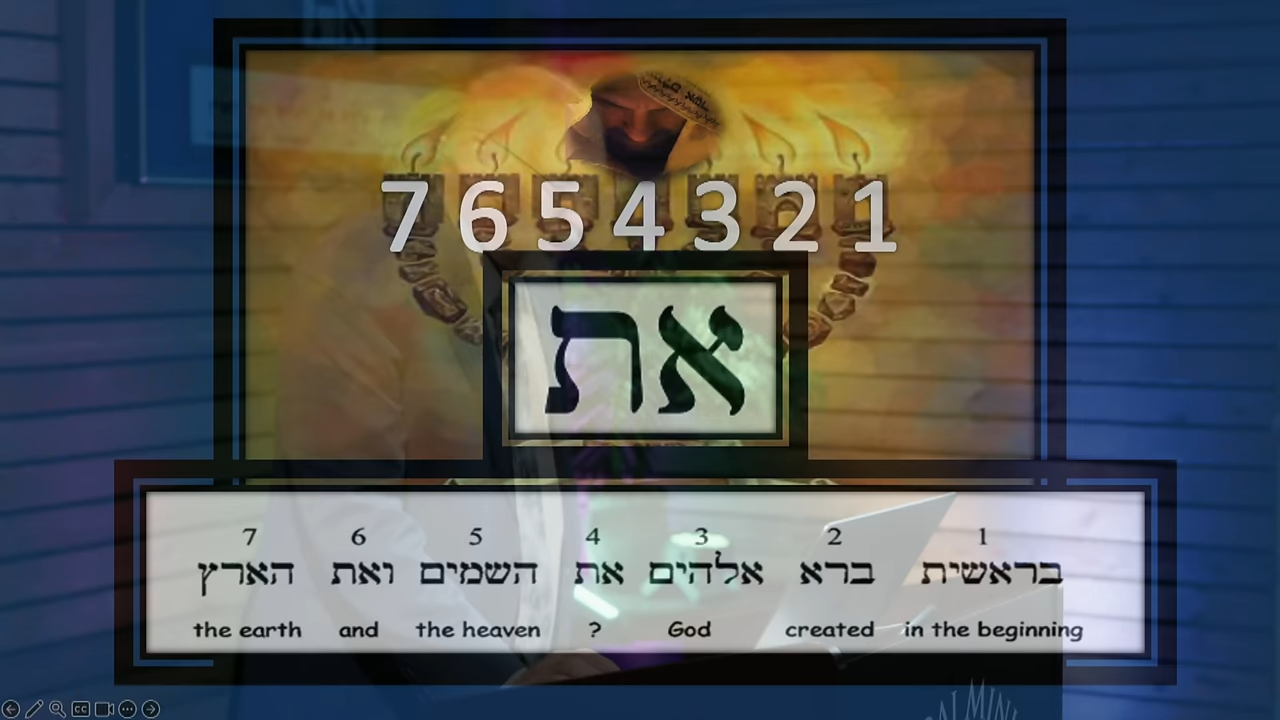 7 6 5 4 3 2 1
את
7 6 5 4 3 2 1
בראשית ברא אלהים את השמים ואת הארץ
the earth and the heaven ? God created in the beginning
CC